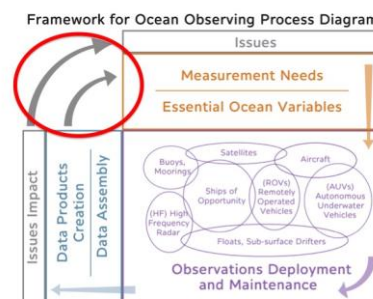 Framework for Ocean Observing Process Diagram
Issues
Measurement Needs
Essential Ocean Variables
Issues Impact
Data Products
Creation
Data Assembly
Satellites
Aircraft
Buoys,
Moorings
Ships of
Opportunity
(ROVs)
Remotely
Operated
Vehicles
(AUVs)
Autonomous
Underwater
Vehicles
(HF) High
Frequency
Radar
Floats, Sub-surface Drifters
Observations Deployment
and Maintenance